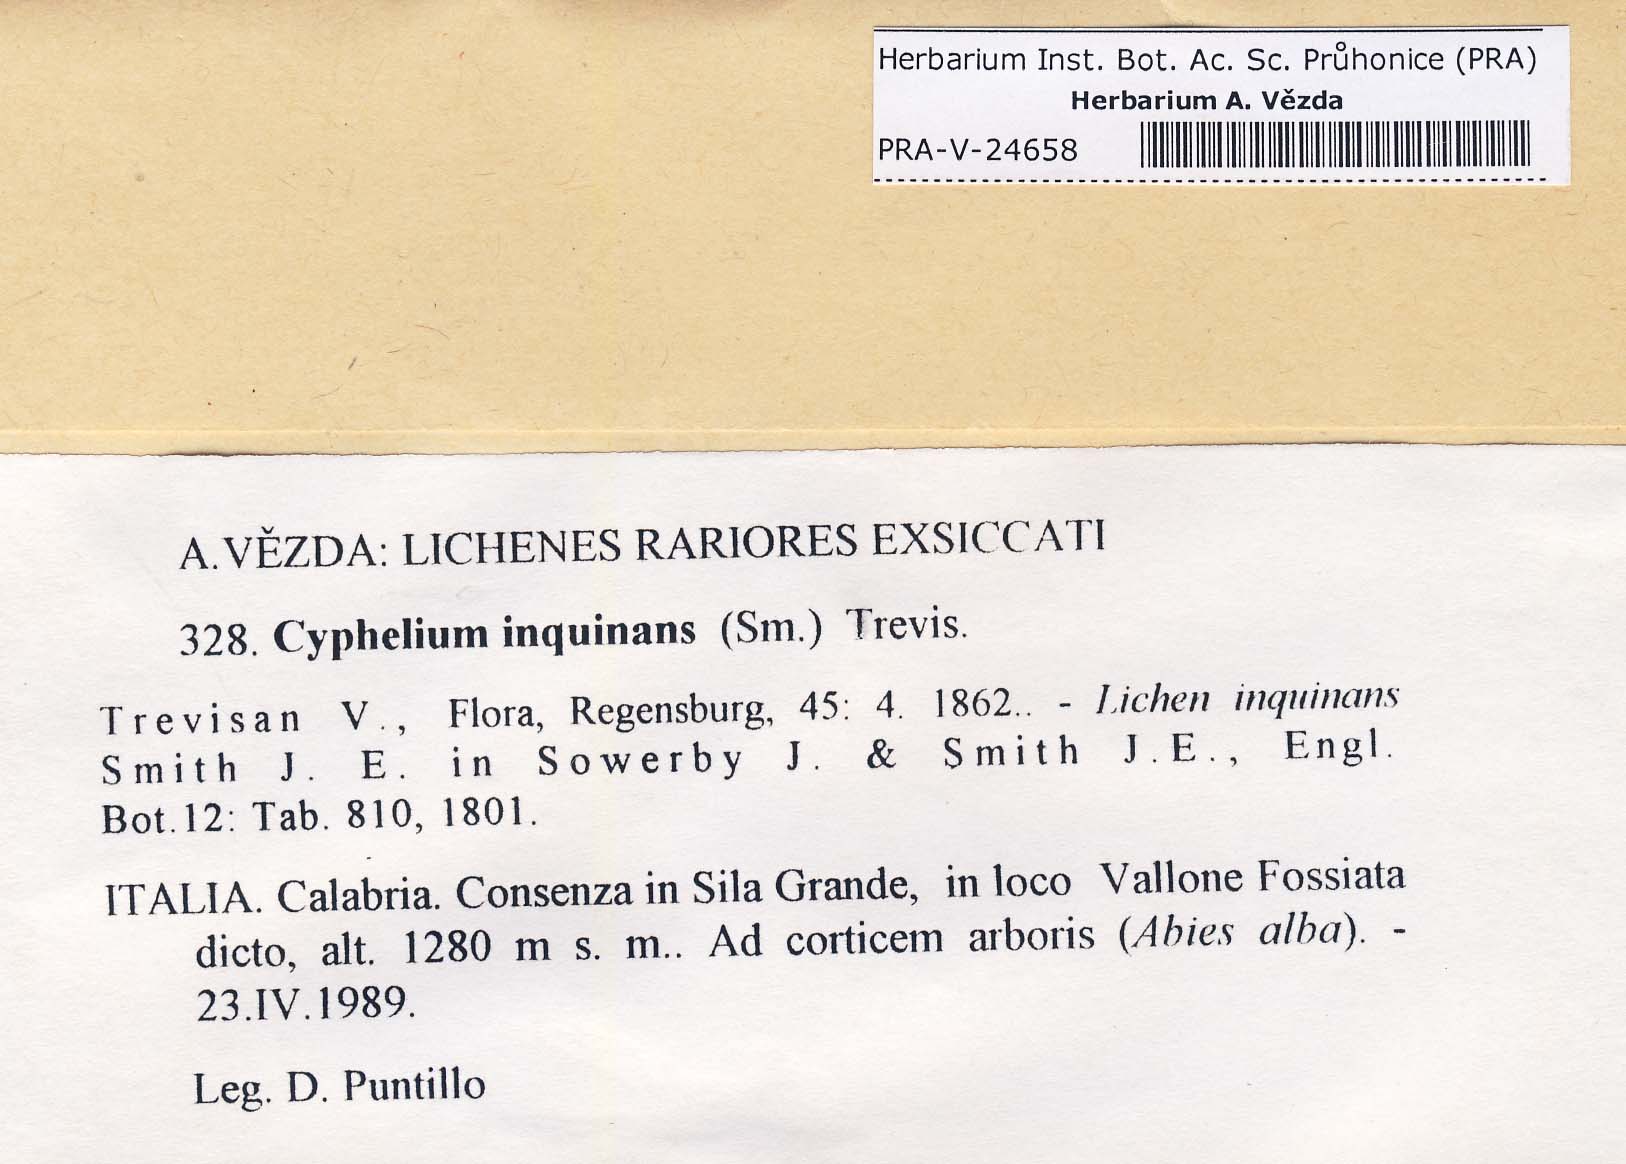 Herbarium Inst. Bot. Ac. Sc. Průhonice (PRA)
Herbarium A. Vězda
PRA-V-24658
A.VĚZDA: LICHENES RARIORES EXSICCATI
328. Cyphelium inquinans (Sm.) Trevis.
Trevisan V., Flora, Regensburg, 45: 4. 1862.. - Lichen inquinans
Smith J. E. in Sowerby J. & Smith J.E., Engl.
Bot.12: Tab. 810, 1801.
ITALIA. Calabria. Consenza in Sila Grande, in loco Vallone Fossiata
dicto, alt. 1280 m s. m.. Ad corticem arboris (Abies alba). -
23.IV.1989.
Leg. D. Puntillo